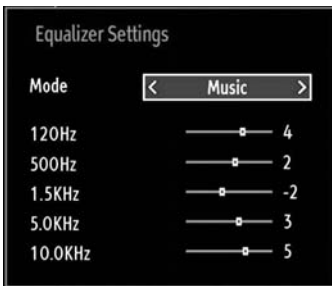 Equalizer Settings
Mode < Music >
120Hz 4
500Hz 2
1.5KHz -2
5.0KHz 3
10.0KHz 5